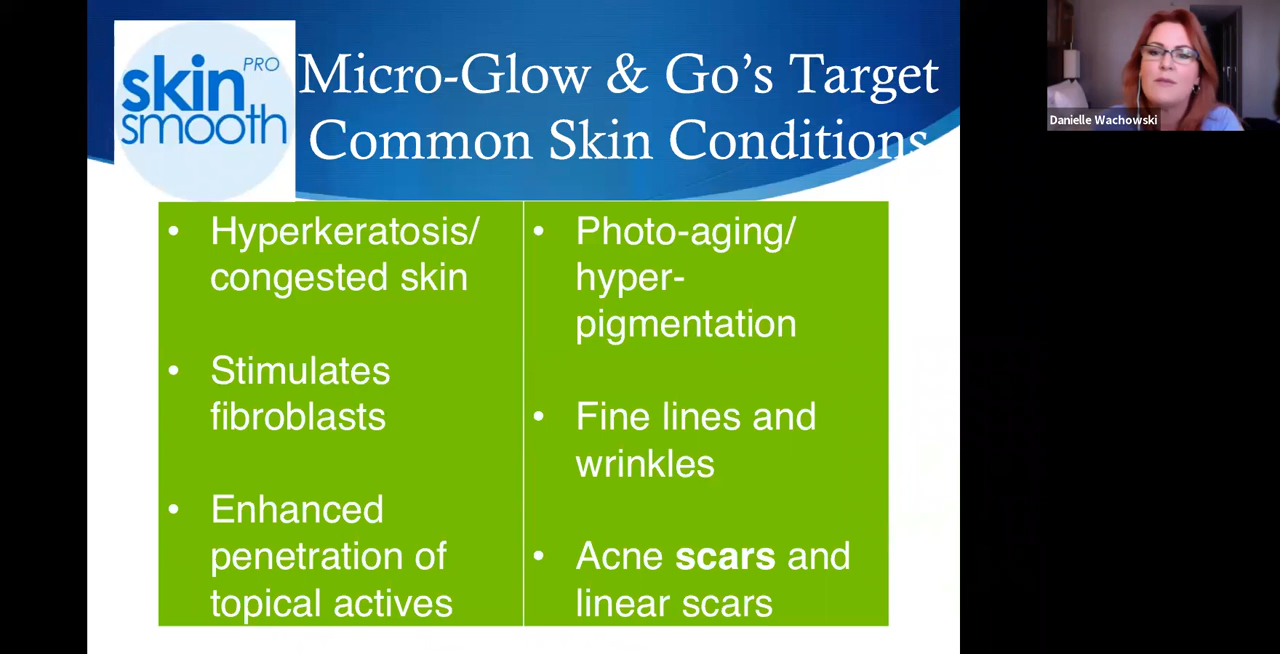 skin PRO
smooth
Micro-Glow & Go’s Target
Common Skin Conditions
• Hyperkeratosis/
congested skin
• Stimulates
fibroblasts
• Enhanced
penetration of
topical actives
• Photo-aging/
hyper-
pigmentation
• Fine lines and
wrinkles
• Acne scars and
linear scars
Danielle Wachowski